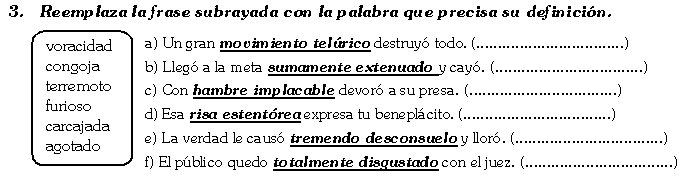 3. Reemplaza la frase subrayada con la palabra que precisa su definición.
voracidad
congoja
terremoto
furioso
carcajada
agotado
a) Un gran movimiento telúrico destruyó todo. (...................................)
b) Llegó a la meta sumamente extenuado y cayó. (...................................)
c) Con hambre implacable devoró a su presa. (...................................)
d) Esa risa estentórea expresa tu beneplácito. (...................................)
e) La verdad le causó tremendo desconsuelo y lloró. (...................................)
f) El público quedo totalmente disgustado con el juez. (...................................)